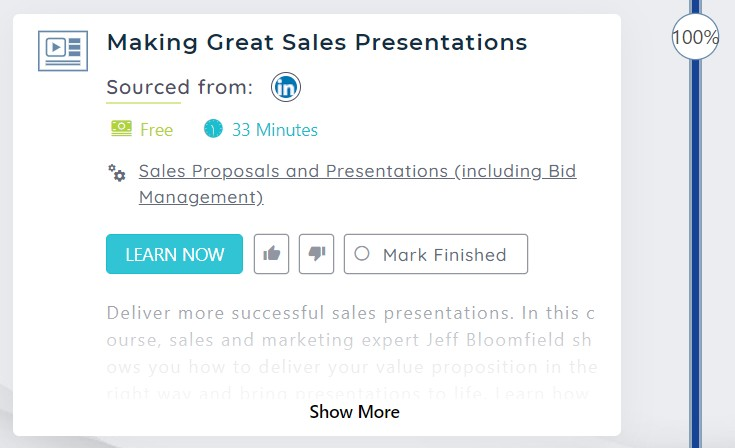 Making Great Sales Presentations
100%
Sourced from:
in
Free
33 Minutes
Sales Proposals and Presentations (including Bid
Management)
LEARN NOW
Mark Finished
Deliver more successful sales presentations. In this c
ourse, sales and marketing expert Jeff Bloomfield sh
ows you how to deliver your value proposition in the
right way and bring presentations to life. Learn how
Show More